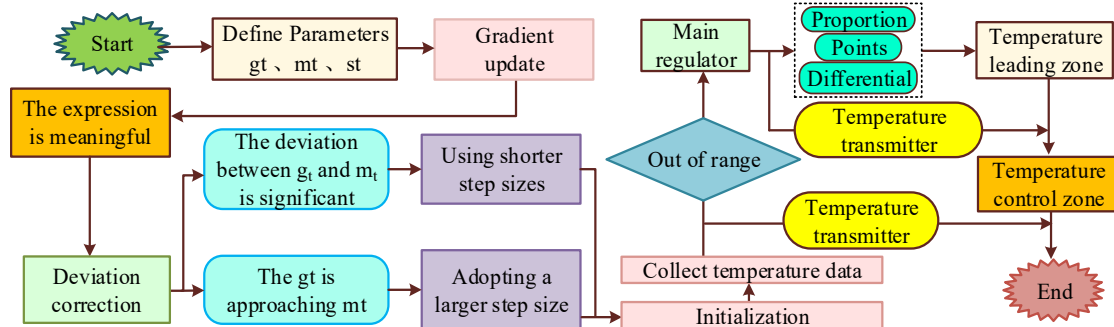 Start
Define Parameters
gt 、mt 、st
Gradient
update
The expression
is meaningful
Deviation
correction
The deviation
between gₜ and mₜ
is significant
Using shorter
step sizes
The gt is
approaching mt
Adopting a
larger step size
Initialization
Collect temperature data
Out of range
Main
regulator
Proportion
Points
Differential
Temperature
leading zone
Temperature
transmitter
Temperature
control zone
Temperature
transmitter
End